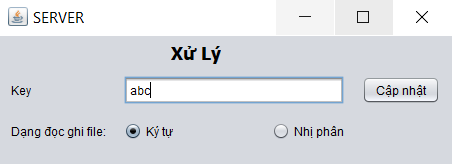 SERVER
Xử Lý
Key abc Cập nhật
Dạng đọc ghi file: Ký tự Nhị phân